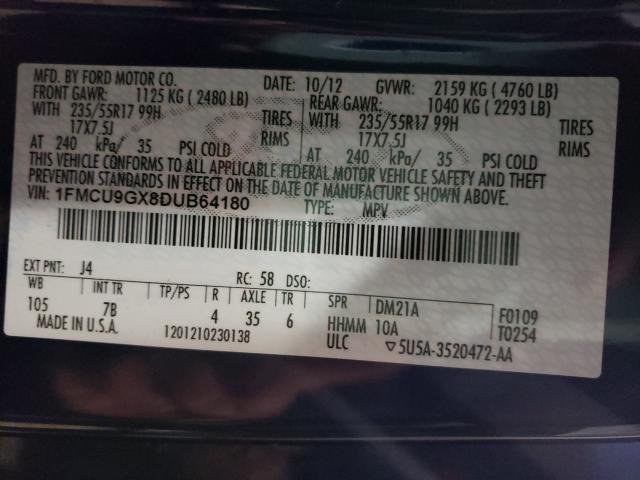 MFD. BY FORD MOTOR CO. DATE: 10/12 GVWR: 2159 KG ( 4760 LB)
FRONT GAWR: 1125 KG ( 2480 LB) REAR GAWR: 1040 KG ( 2293 LB)
WITH 235/55R17 99H TIRES WITH 235/55R17 99H TIRES
17X7.5J RIMS 17X7.5J RIMS
AT 240 kPa/ 35 PSI COLD AT 240 kPa/ 35 PSI COLD
THIS VEHICLE CONFORMS TO ALL APPLICABLE FEDERAL MOTOR VEHICLE SAFETY AND THEFT
PREVENTION STANDARDS IN EFFECT ON THE DATE OF MANUFACTURE SHOWN ABOVE.
VIN: 1FMCU9GX8DUB64180 TYPE: MPV
EXT PNT: J4 RC: 58 DSO:
WB INT TR TP/PS R AXLE TR SPR DM21A F0109
105 7B 4 35 6 HHMM 10A T0254
MADE IN U.S.A. 1201210230138 ULC ▽5U5A-3520472-AA